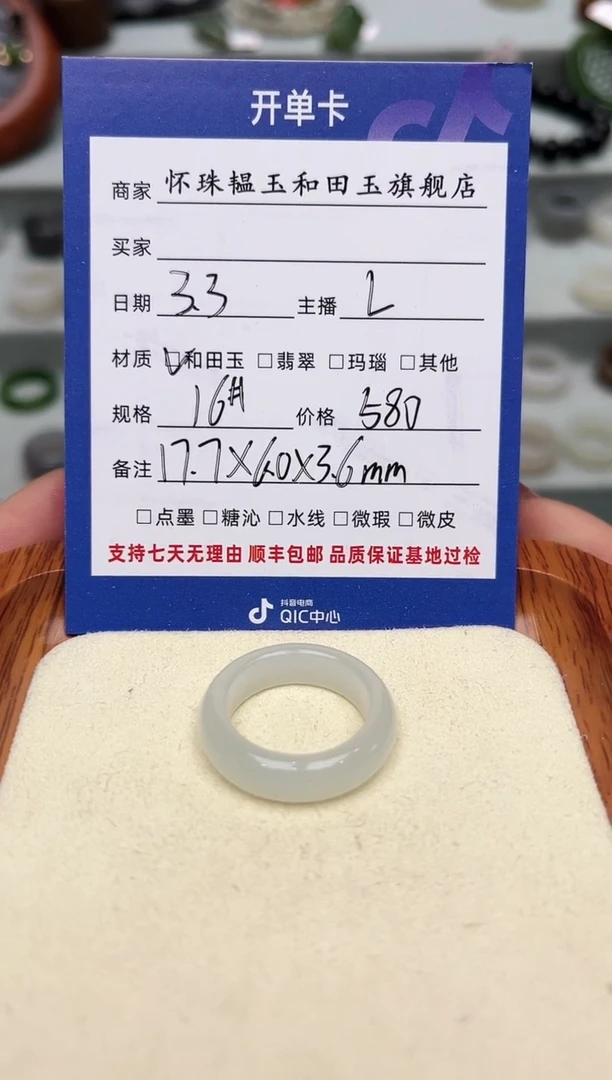 开单卡
商家 怀珠韫玉和田玉旗舰店
买家
日期 3.3 主播 L
材质 ☑和田玉 □翡翠 □玛瑙 □其他
规格 16# 价格 580
备注 17.7×6.0×3.6mm
□点墨 □糖沁 □水线 □微瑕 □微皮
支持七天无理由 顺丰包邮 品质保证基地过检
抖音电商
QIC中心